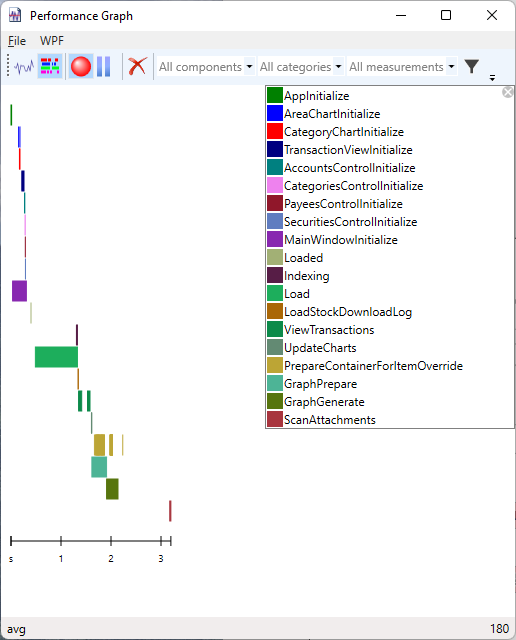 Performance Graph
File WPF
All components All categories All measurements
AppInitialize
AreaChartInitialize
CategoryChartInitialize
TransactionViewInitialize
AccountsControlInitialize
CategoriesControlInitialize
PayeesControlInitialize
SecuritiesControlInitialize
MainWindowInitialize
Loaded
Indexing
Load
LoadStockDownloadLog
ViewTransactions
UpdateCharts
PrepareContainerForItemOverride
GraphPrepare
GraphGenerate
ScanAttachments
s 1 2 3
avg 180